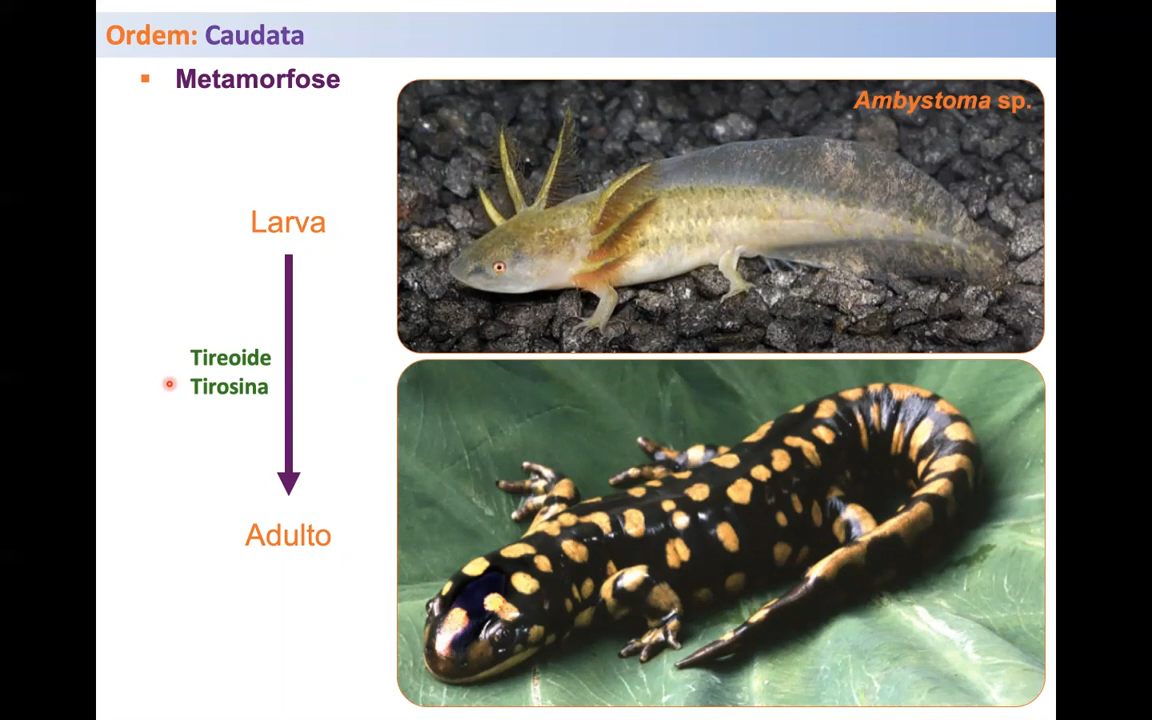 Ordem: Caudata
▪ Metamorfose
Ambystoma sp.
Larva
Tireoide
Tirosina
Adulto